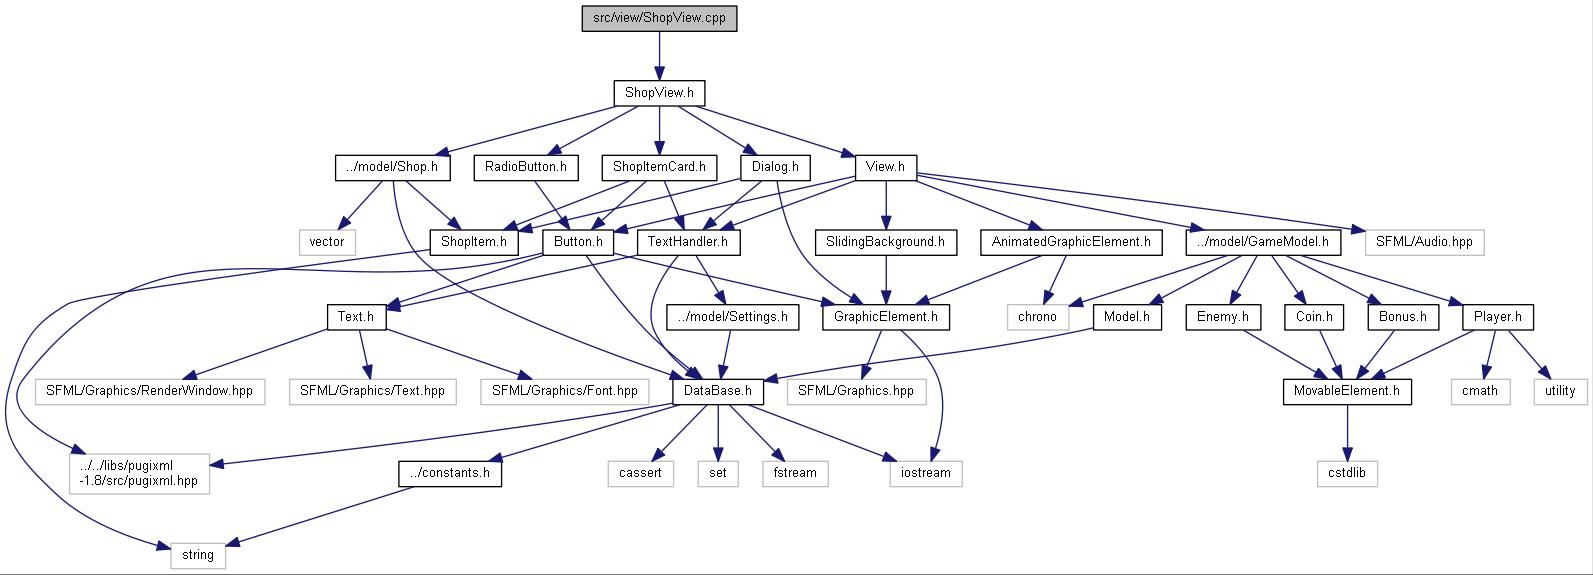 src/view/ShopView.cpp
ShopView.h
../model/Shop.h
RadioButton.h
ShopItemCard.h
Dialog.h
View.h
vector
ShopItem.h
Button.h
TextHandler.h
SlidingBackground.h
AnimatedGraphicElement.h
../model/GameModel.h
SFML/Audio.hpp
Text.h
../model/Settings.h
GraphicElement.h
chrono
Model.h
Enemy.h
Coin.h
Bonus.h
Player.h
SFML/Graphics/RenderWindow.hpp
SFML/Graphics/Text.hpp
SFML/Graphics/Font.hpp
DataBase.h
SFML/Graphics.hpp
MovableElement.h
cmath
utility
../../libs/pugixml
-1.8/src/pugixml.hpp
../constants.h
cassert
set
fstream
iostream
cstdlib
string